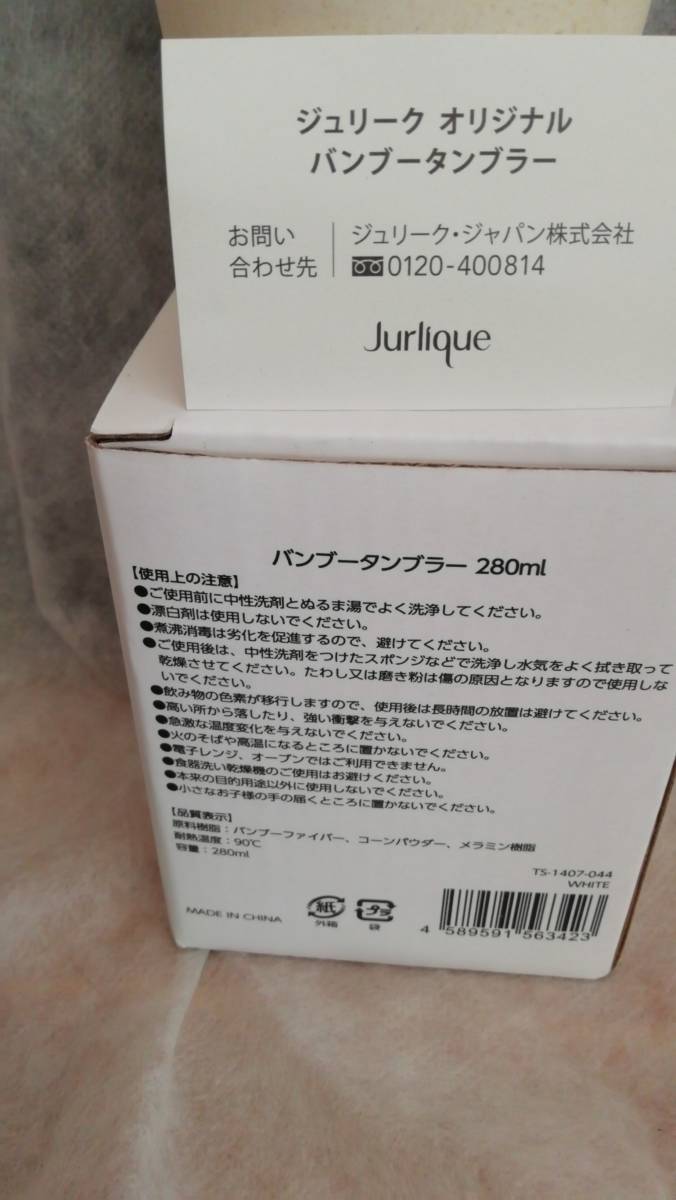 ジュリーク オリジナル
バンブータンブラー
お問い
合わせ先
ジュリーク・ジャパン株式会社
0120-400814
Jurlique
バンブータンブラー 280ml
【使用上の注意】
●ご使用前に中性洗剤とぬるま湯でよく洗浄してください。
●漂白剤は使用しないでください。
●煮沸消毒は劣化を促進するので、避けてください。
●ご使用後は、中性洗剤をつけたスポンジなどで洗浄し水気をよく拭き取って
乾燥させてください。たわし又は磨き粉は傷の原因となりますので使用しな
いでください。
●飲み物の色素が移行しますので、使用後は長時間の放置は避けてください。
●高い所から落したり、強い衝撃を与えないでください。
●急激な温度変化を与えないでください。
●火のそばや高温になるところに置かないでください。
●電子レンジ、オーブンではご利用できません。
●食器洗い乾燥機のご使用はお避けください。
●本来の目的用途以外に使用しないでください。
●小さなお子様の手の届くところに置かないでください。
【品質表示】
原料樹脂：バンブーファイバー、コーンパウダー、メラミン樹脂
耐熱温度：90℃
容量：280ml
TS-1407-044
WHITE
MADE IN CHINA
紙
外箱
プラ
袋
4 589591 563423